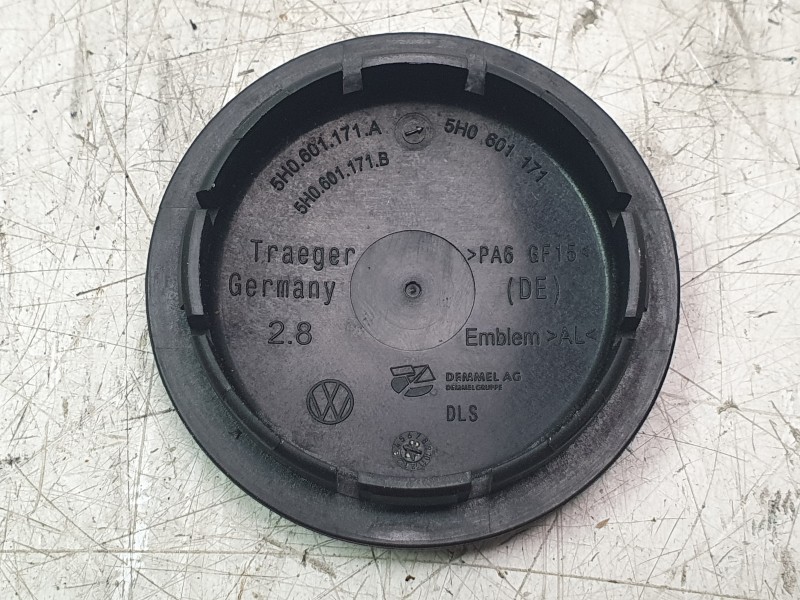 5H0.601.171.A
5H0.601.171.B
5H0.601 171
Traeger
Germany
2.8
>PA6 GF15<
(DE)
Emblem >AL<
DEMMEL AG
DEMMELGRUPPE
DLS